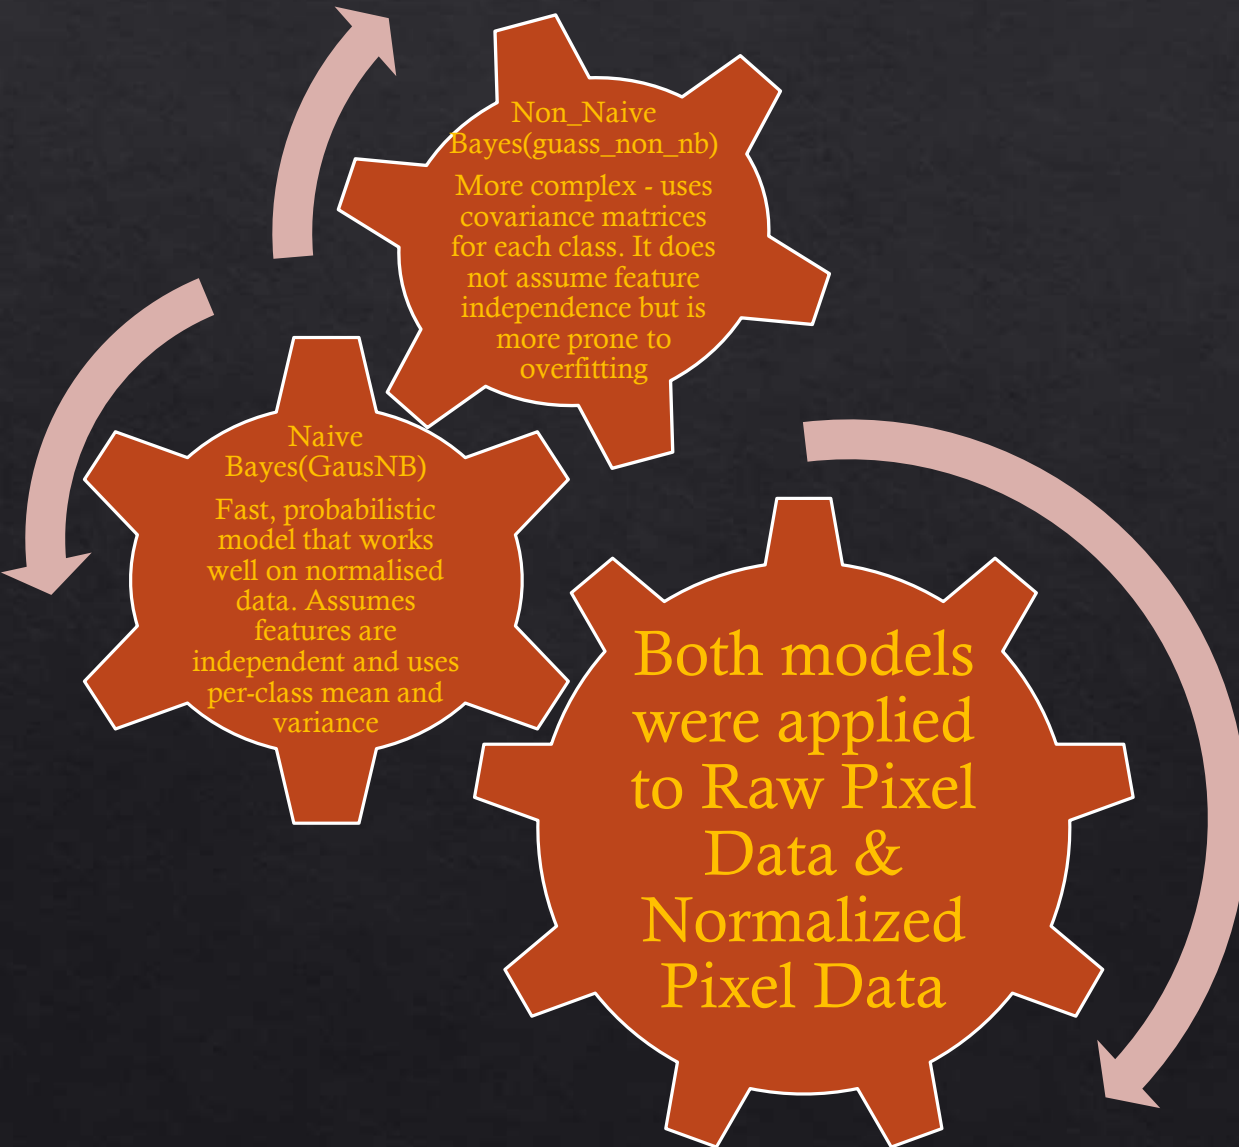 Non_Naive
Bayes(guass_non_nb)
More complex - uses
covariance matrices
for each class. It does
not assume feature
independence but is
more prone to
overfitting
Naive
Bayes(GausNB)
Fast, probabilistic
model that works
well on normalised
data. Assumes
features are
independent and uses
per-class mean and
variance
Both models
were applied
to Raw Pixel
Data &
Normalized
Pixel Data